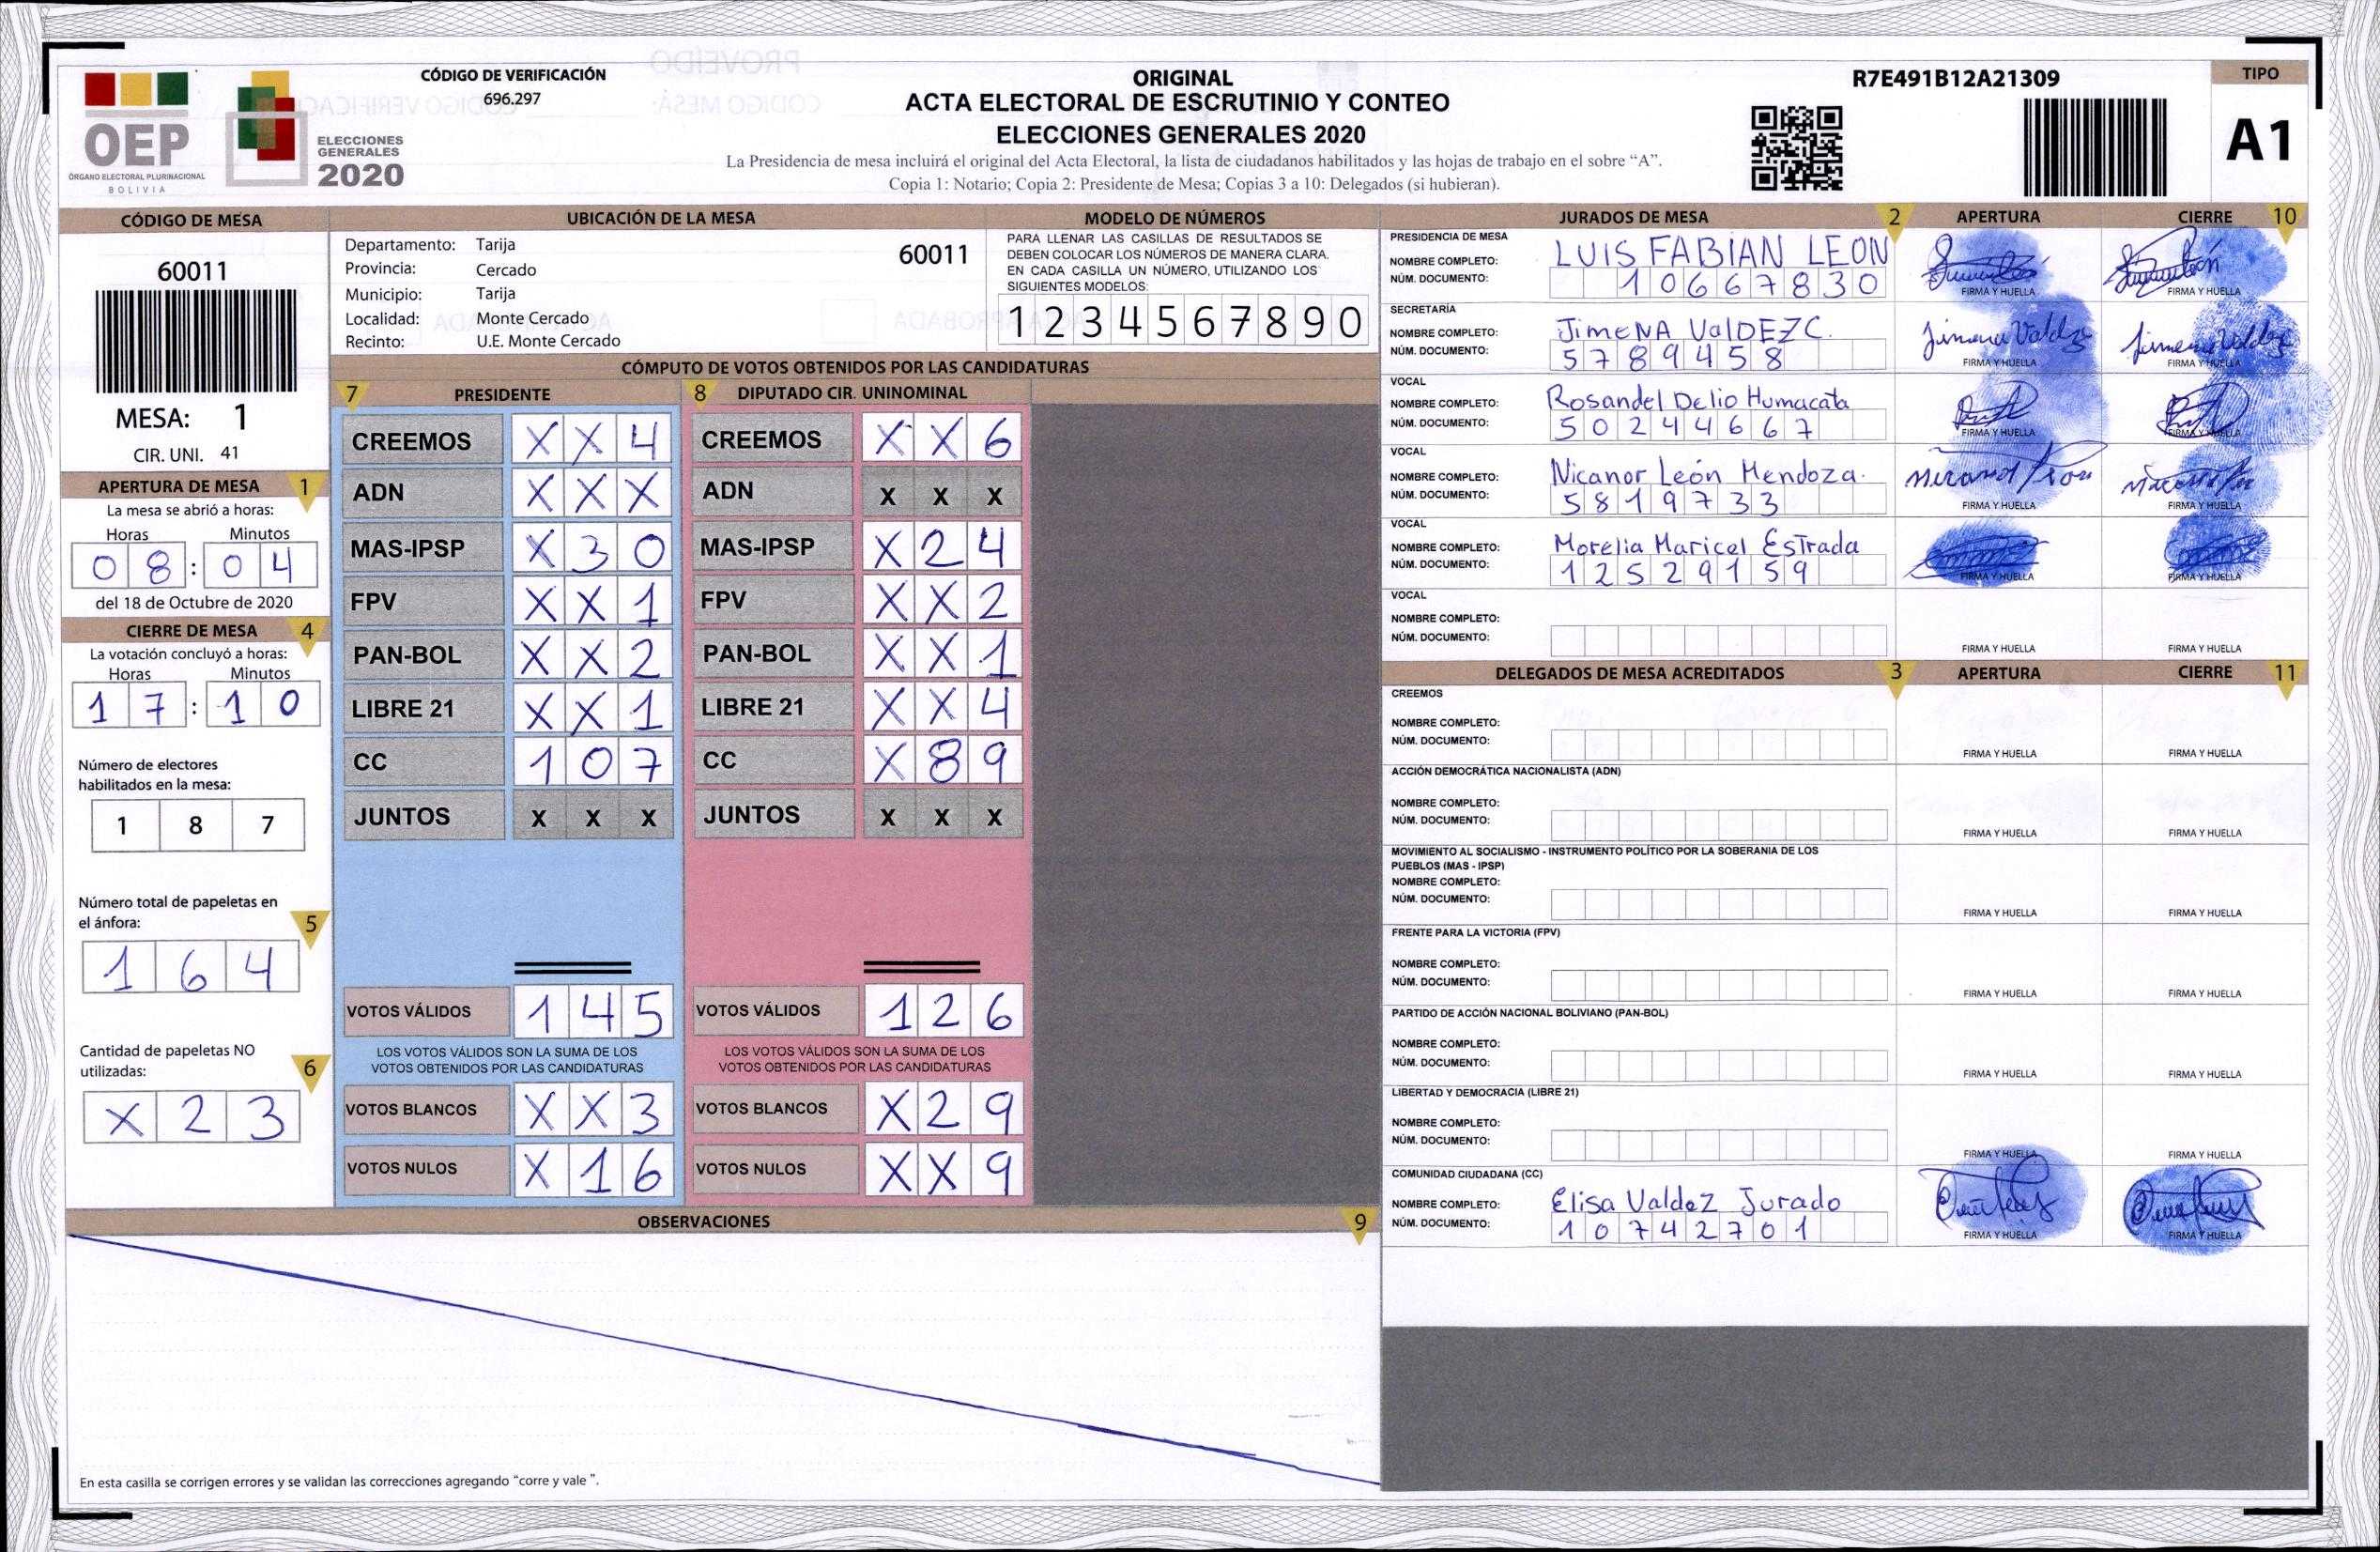 CÓDIGO DE VERIFICACIÓN
696.297
OEP
ÓRGANO ELECTORAL PLURINACIONAL
BOLIVIA
ELECCIONES
GENERALES
2020
ORIGINAL
ACTA ELECTORAL DE ESCRUTINIO Y CONTEO
ELECCIONES GENERALES 2020
La Presidencia de mesa incluirá el original del Acta Electoral, la lista de ciudadanos habilitados y las hojas de trabajo en el sobre “A”.
Copia 1: Notario; Copia 2: Presidente de Mesa; Copias 3 a 10: Delegados (si hubieran).
R7E491B12A21309
TIPO
A1
CÓDIGO DE MESA
60011
MESA: 1
CIR. UNI. 41
APERTURA DE MESA 1
La mesa se abrió a horas:
Horas Minutos
08:04
del 18 de Octubre de 2020
CIERRE DE MESA 4
La votación concluyó a horas:
Horas Minutos
17:10
Número de electores
habilitados en la mesa:
1 8 7
Número total de papeletas en
el ánfora: 5
1 6 4
Cantidad de papeletas NO
utilizadas: 6
X 2 3
UBICACIÓN DE LA MESA
Departamento: Tarija 60011
Provincia: Cercado
Municipio: Tarija
Localidad: Monte Cercado
Recinto: U.E. Monte Cercado
MODELO DE NÚMEROS
PARA LLENAR LAS CASILLAS DE RESULTADOS SE
DEBEN COLOCAR LOS NÚMEROS DE MANERA CLARA.
EN CADA CASILLA UN NÚMERO, UTILIZANDO LOS
SIGUIENTES MODELOS:
1 2 3 4 5 6 7 8 9 0
CÓMPUTO DE VOTOS OBTENIDOS POR LAS CANDIDATURAS
7 PRESIDENTE
CREEMOS X X 4
ADN X X X
MAS-IPSP X 3 0
FPV X X 1
PAN-BOL X X 2
LIBRE 21 X X 1
CC 1 0 7
JUNTOS X X X
VOTOS VÁLIDOS 1 4 5
LOS VOTOS VÁLIDOS SON LA SUMA DE LOS
VOTOS OBTENIDOS POR LAS CANDIDATURAS
VOTOS BLANCOS X X 3
VOTOS NULOS X 1 6
8 DIPUTADO CIR. UNINOMINAL
CREEMOS X X 6
ADN X X X
MAS-IPSP X 2 4
FPV X X 2
PAN-BOL X X 1
LIBRE 21 X X 4
CC X 8 9
JUNTOS X X X
VOTOS VÁLIDOS 1 2 6
LOS VOTOS VÁLIDOS SON LA SUMA DE LOS
VOTOS OBTENIDOS POR LAS CANDIDATURAS
VOTOS BLANCOS X 2 9
VOTOS NULOS X X 9
OBSERVACIONES 9
En esta casilla se corrigen errores y se validan las correcciones agregando “corre y vale ”.
JURADOS DE MESA 2 APERTURA CIERRE 10
PRESIDENCIA DE MESA
NOMBRE COMPLETO: LUIS FABIAN LEON
NÚM. DOCUMENTO: 10667830
FIRMA Y HUELLA FIRMA Y HUELLA
SECRETARÍA
NOMBRE COMPLETO: JimeNA ValDEZ C.
NÚM. DOCUMENTO: 5789458
Jimena Valdez Jimena Valdez
FIRMA Y HUELLA FIRMA Y HUELLA
VOCAL
NOMBRE COMPLETO: Rosandel Delio Humacata
NÚM. DOCUMENTO: 50244667
FIRMA Y HUELLA FIRMA Y HUELLA
VOCAL
NOMBRE COMPLETO: Nicanor León Mendoza.
NÚM. DOCUMENTO: 5819733
FIRMA Y HUELLA FIRMA Y HUELLA
VOCAL
NOMBRE COMPLETO: Morelia Maricel Estrada
NÚM. DOCUMENTO: 12529159
FIRMA Y HUELLA FIRMA Y HUELLA
VOCAL
NOMBRE COMPLETO:
NÚM. DOCUMENTO:
FIRMA Y HUELLA FIRMA Y HUELLA
DELEGADOS DE MESA ACREDITADOS 3 APERTURA CIERRE 11
CREEMOS
NOMBRE COMPLETO:
NÚM. DOCUMENTO:
FIRMA Y HUELLA FIRMA Y HUELLA
ACCIÓN DEMOCRÁTICA NACIONALISTA (ADN)
NOMBRE COMPLETO:
NÚM. DOCUMENTO:
FIRMA Y HUELLA FIRMA Y HUELLA
MOVIMIENTO AL SOCIALISMO - INSTRUMENTO POLÍTICO POR LA SOBERANIA DE LOS
PUEBLOS (MAS - IPSP)
NOMBRE COMPLETO:
NÚM. DOCUMENTO:
FIRMA Y HUELLA FIRMA Y HUELLA
FRENTE PARA LA VICTORIA (FPV)
NOMBRE COMPLETO:
NÚM. DOCUMENTO:
FIRMA Y HUELLA FIRMA Y HUELLA
PARTIDO DE ACCIÓN NACIONAL BOLIVIANO (PAN-BOL)
NOMBRE COMPLETO:
NÚM. DOCUMENTO:
FIRMA Y HUELLA FIRMA Y HUELLA
LIBERTAD Y DEMOCRACIA (LIBRE 21)
NOMBRE COMPLETO:
NÚM. DOCUMENTO:
FIRMA Y HUELLA FIRMA Y HUELLA
COMUNIDAD CIUDADANA (CC)
NOMBRE COMPLETO: Elisa Valdez Jurado
NÚM. DOCUMENTO: 10742701
FIRMA Y HUELLA FIRMA Y HUELLA